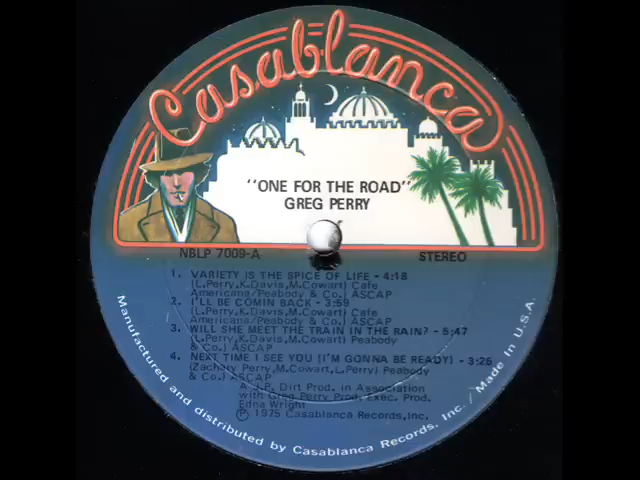 Casablanca
"ONE FOR THE ROAD"
GREG PERRY
NBLP 7009-A STEREO
1. VARIETY IS THE SPICE OF LIFE - 4:18
(L.Perry,K.Davis,M.Cowart) Cafe
Americana/Peabody & Co.) ASCAP
2. I'LL BE COMIN BACK - 3:59
(L.Perry,K.Davis,M.Cowart) Cafe
Americana/Peabody & Co.) ASCAP
3. WILL SHE MEET THE TRAIN IN THE RAIN? - 5:47
(L.Perry,K.Davis,M.Cowart) Peabody
& Co.) ASCAP
4. NEXT TIME I SEE YOU (I'M GONNA BE READY) - 3:25
(Zachary Perry,M.Cowart,L.Perry) Peabody
& Co.) ASCAP
A J.P. Dirt Prod. in Association
with Greg Perry Prod. Exec. Prod.
Edna Wright
Ⓟ 1975 Casablanca Records,Inc.
Manufactured and distributed by Casablanca Records, Inc. / Made In U.S.A.